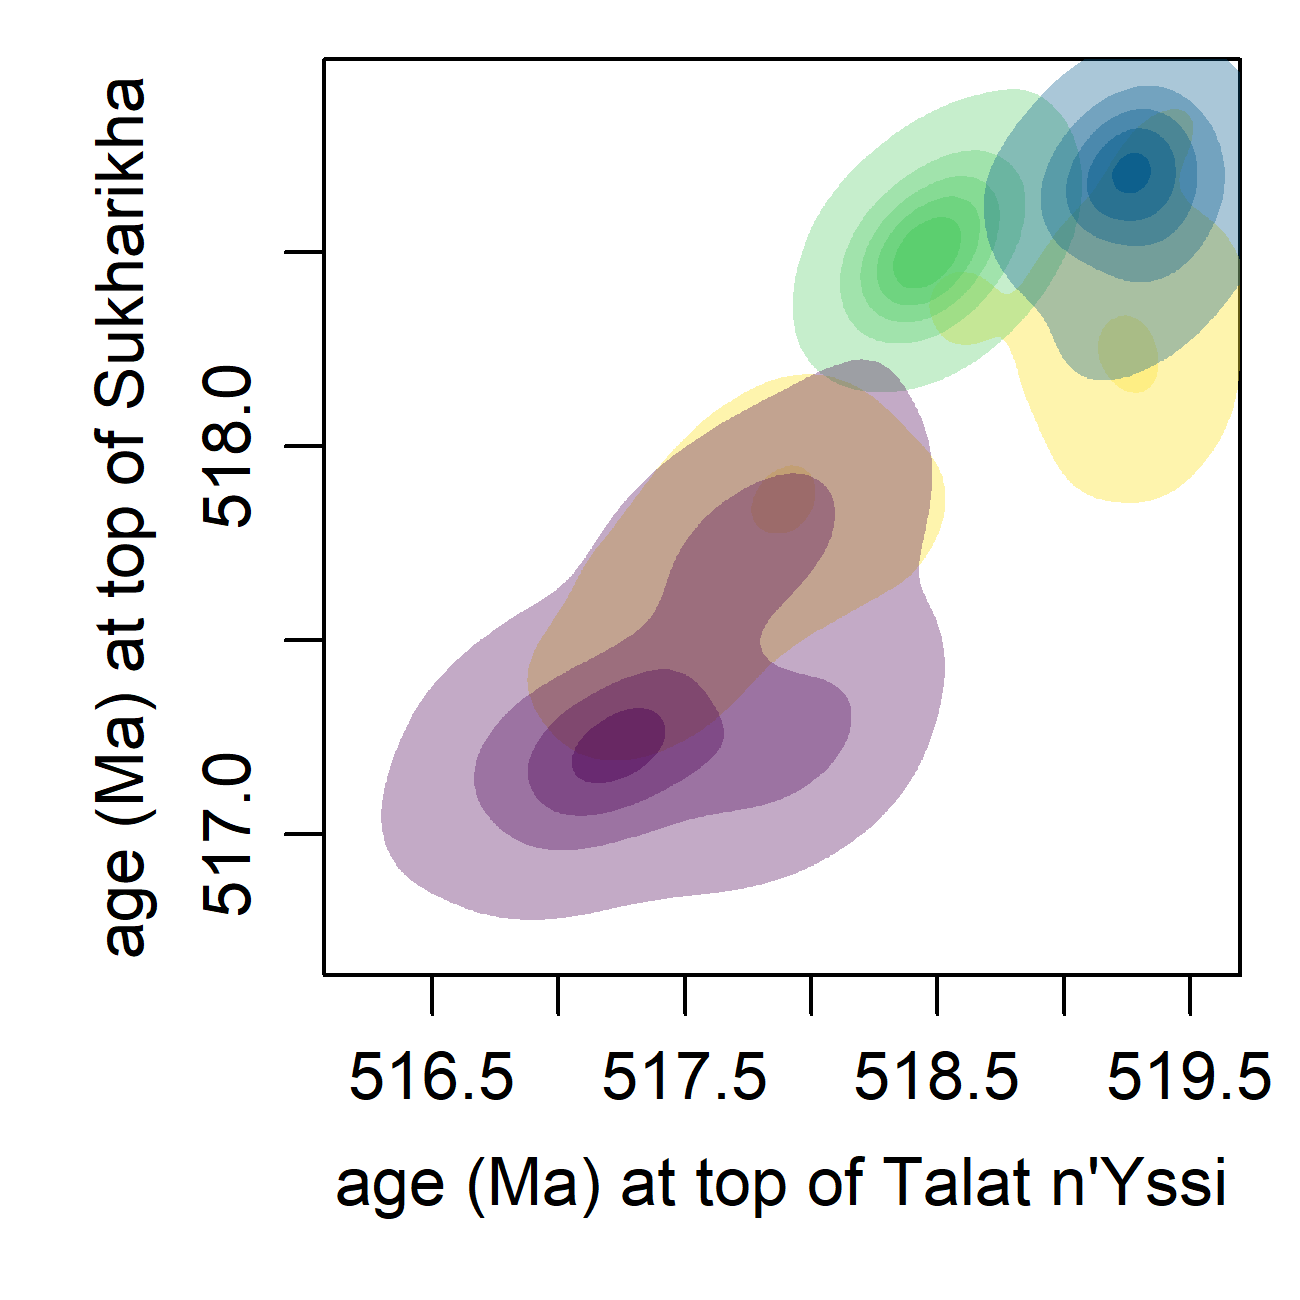 age (Ma) at top of Sukharikha
518.0
517.0
516.5 517.5 518.5 519.5
age (Ma) at top of Talat n'Yssi